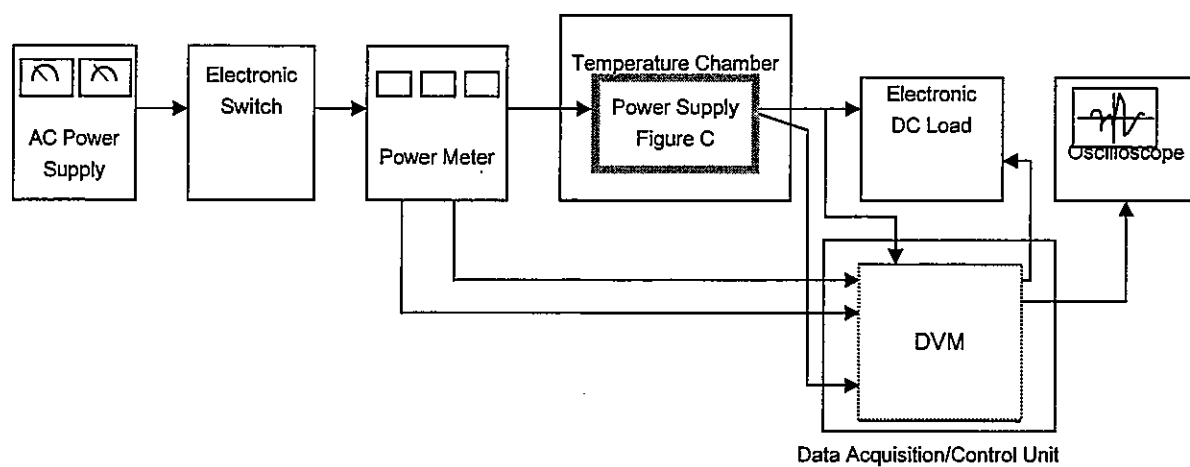 AC Power
Supply
Electronic
Switch
Power Meter
Temperature Chamber
Power Supply
Figure C
Electronic
DC Load
Oscilloscope
DVM
Data Acquisition/Control Unit